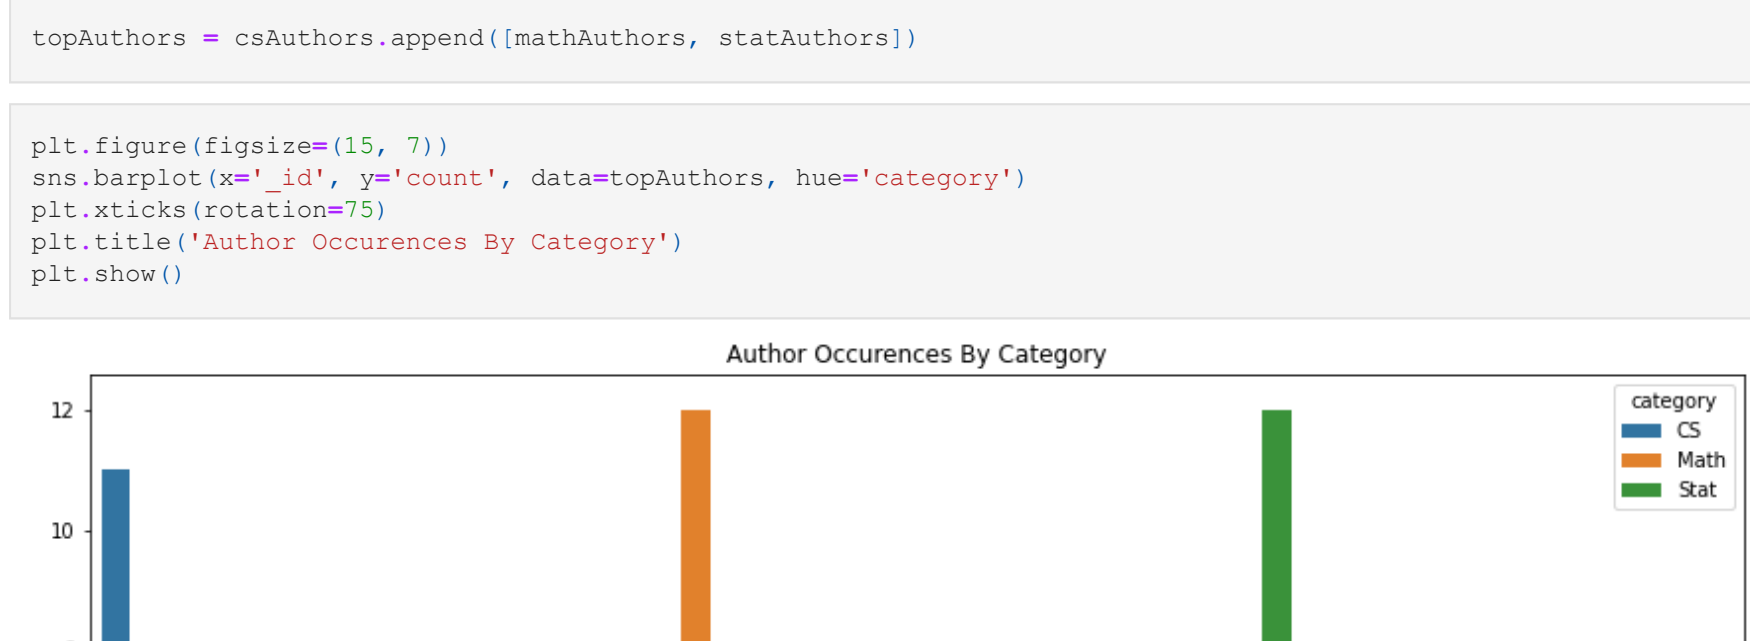 topAuthors = csAuthors.append([mathAuthors, statAuthors])
plt.figure(figsize=(15, 7))
sns.barplot(x='_id', y='count', data=topAuthors, hue='category')
plt.xticks(rotation=75)
plt.title('Author Occurences By Category')
plt.show()
Author Occurences By Category
12
10
category
CS
Math
Stat